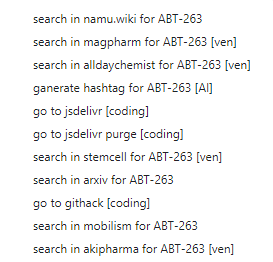 search in namu.wiki for ABT-263
search in magpharm for ABT-263 [ven]
search in alldaychemist for ABT-263 [ven]
ganerate hashtag for ABT-263 [AI]
go to jsdelivr [coding]
go to jsdelivr purge [coding]
search in stemcell for ABT-263 [ven]
search in arxiv for ABT-263
go to githack [coding]
search in mobilism for ABT-263
search in akipharma for ABT-263 [ven]